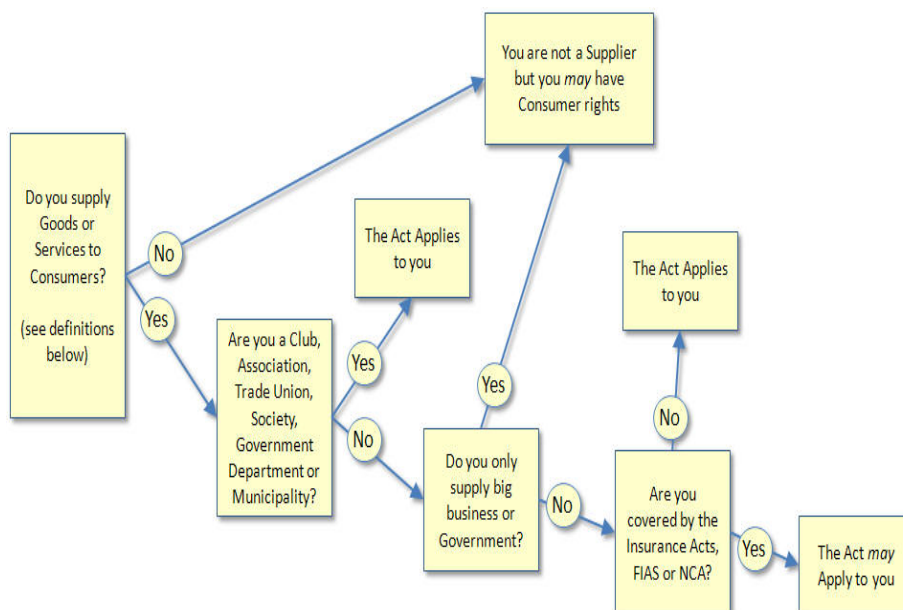 You are not a Supplier
but you may have
Consumer rights
Do you supply
Goods or
Services to
Consumers?
(see definitions
below)
No
Yes
The Act Applies
to you
Are you a Club,
Association,
Trade Union,
Society,
Government
Department or
Municipality?
Yes
No
Do you only
supply big
business or
Government?
Yes
No
The Act Applies
to you
No
Are you
covered by the
Insurance Acts,
FIAS or NCA?
Yes
The Act may
Apply to you